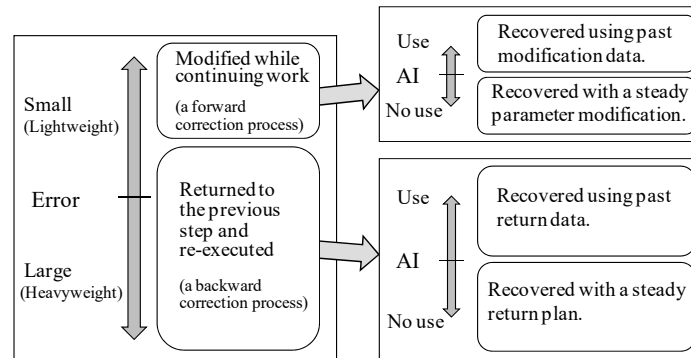 Small
(Lightweight)
Error
Large
(Heavyweight)
Modified while
continuing work
(a forward
correction process)
Returned to
the previous
step and
re-executed
(a backward
correction process)
Use
AI
No use
Recovered using past
modification data.
Recovered with a steady
parameter modification.
Use
AI
No use
Recovered using past
return data.
Recovered with a steady
return plan.